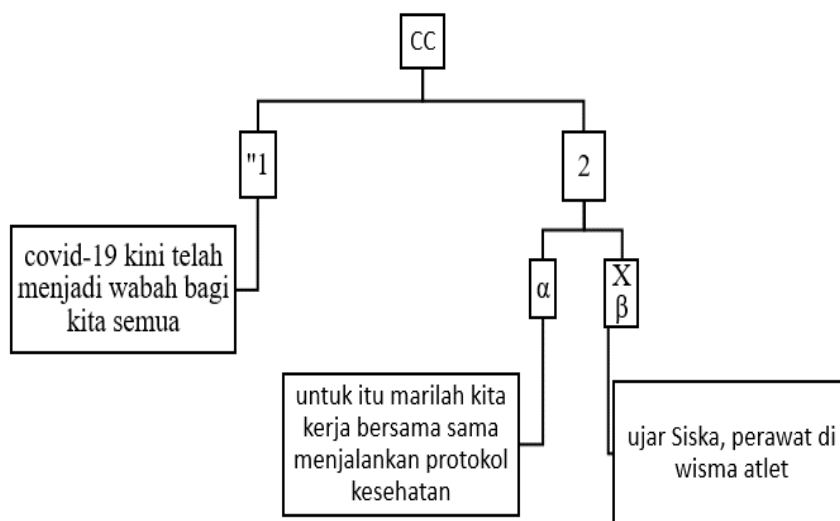 CC
"1
2
covid-19 kini telah
menjadi wabah bagi
kita semua
α
X
β
untuk itu marilah kita
kerja bersama sama
menjalankan protokol
kesehatan
ujar Siska, perawat di
wisma atlet